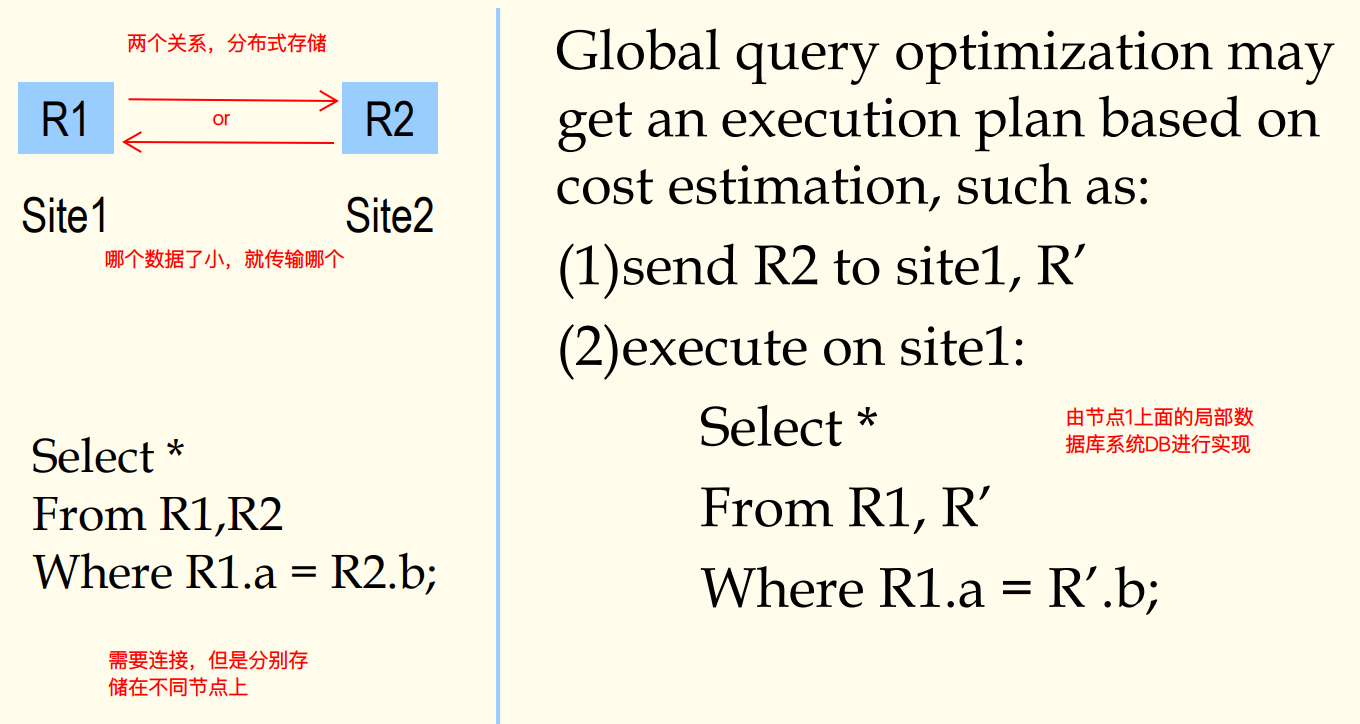 两个关系，分布式存储
R1
or
R2
Site1
Site2
哪个数据了小，就传输哪个
Select *
From R1,R2
Where R1.a = R2.b;
需要连接，但是分别存
储在不同节点上
Global query optimization may
get an execution plan based on
cost estimation, such as:
(1)send R2 to site1, R′
(2)execute on site1:
Select *
From R1, R′
Where R1.a = R′.b;
由节点1上面的局部数
据库系统DB进行实现